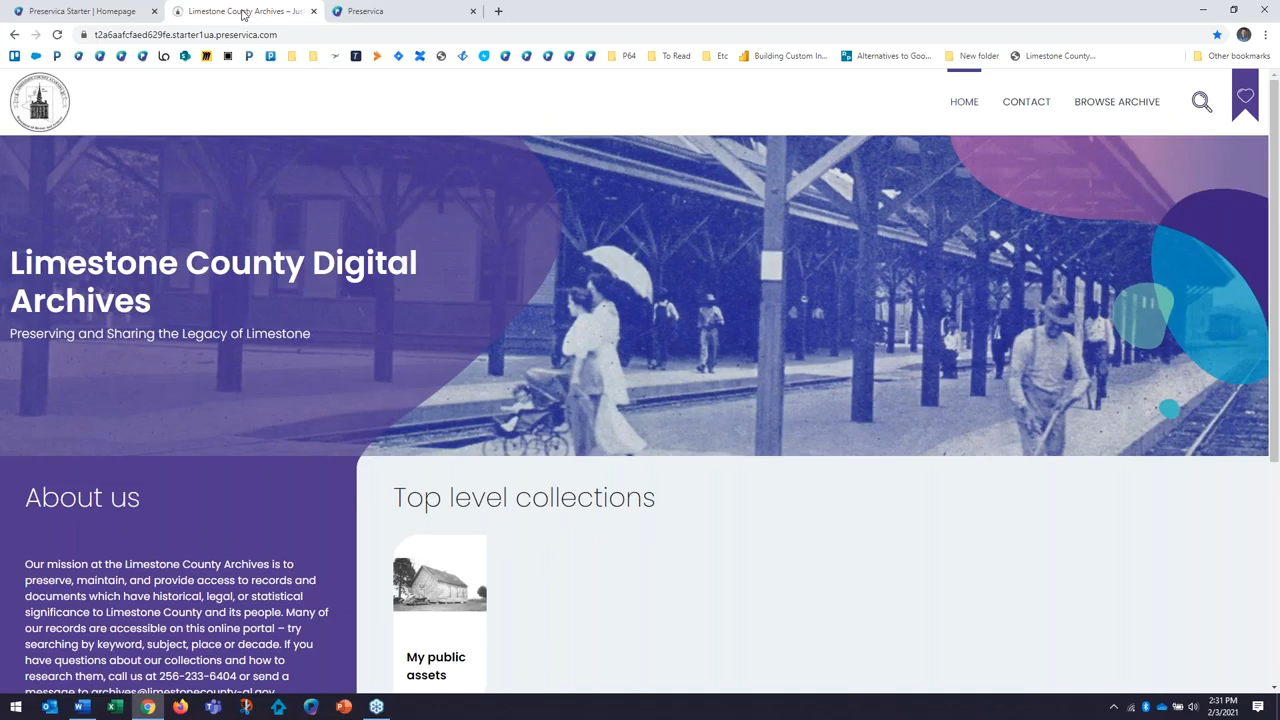 Preservica Starter | Homepage
Limestone County Archives – Jus
Preservica
t2a6aafcfaed629fe.starter1ua.preservica.com
P64
To Read
Etc
Building Custom In...
Alternatives to Goo...
New folder
Limestone County...
Other bookmarks
HOME
CONTACT
BROWSE ARCHIVE
Limestone County Digital
Archives
Preserving and Sharing the Legacy of Limestone
About us
Our mission at the Limestone County Archives is to
preserve, maintain, and provide access to records and
documents which have historical, legal, or statistical
significance to Limestone County and its people. Many of
our records are accessible on this online portal – try
searching by keyword, subject, place or decade. If you
have questions about our collections and how to
research them, call us at 256-233-6404 or send a
message to archives@limestonecounty-al.gov
Top level collections
My public
assets
2:31 PM
2/3/2021